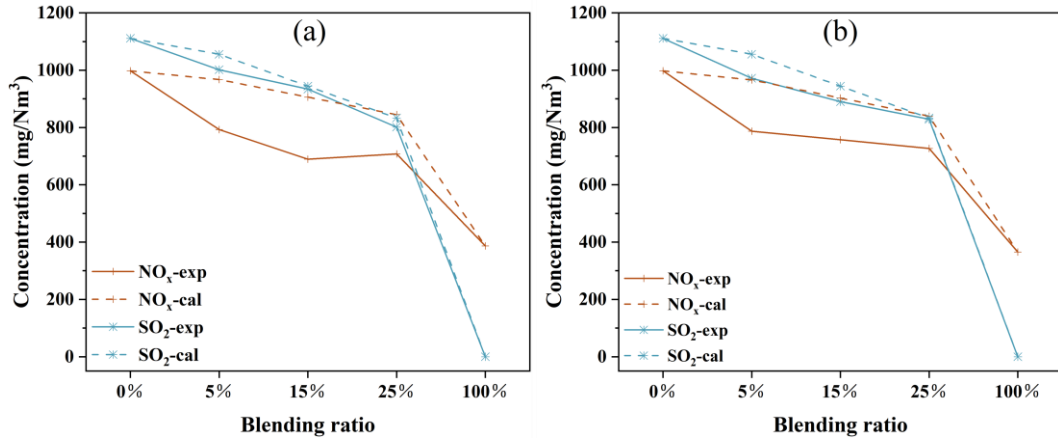 (a)
Concentration (mg/Nm³)
1200
1000
800
600
400
200
0
NOₓ-exp
NOₓ-cal
SO₂-exp
SO₂-cal
0% 5% 15% 25% 100%
Blending ratio
(b)
Concentration (mg/Nm³)
1200
1000
800
600
400
200
0
NOₓ-exp
NOₓ-cal
SO₂-exp
SO₂-cal
0% 5% 15% 25% 100%
Blending ratio